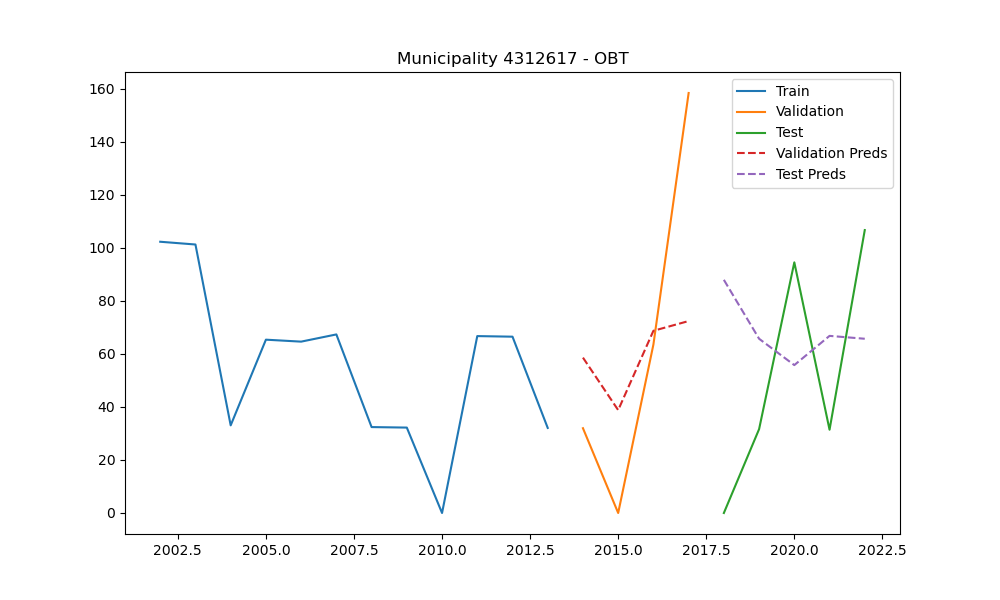 Municipality 4312617 - OBT
160
140
120
100
80
60
40
20
0
Train
Validation
Test
Validation Preds
Test Preds
2002.5 2005.0 2007.5 2010.0 2012.5 2015.0 2017.5 2020.0 2022.5